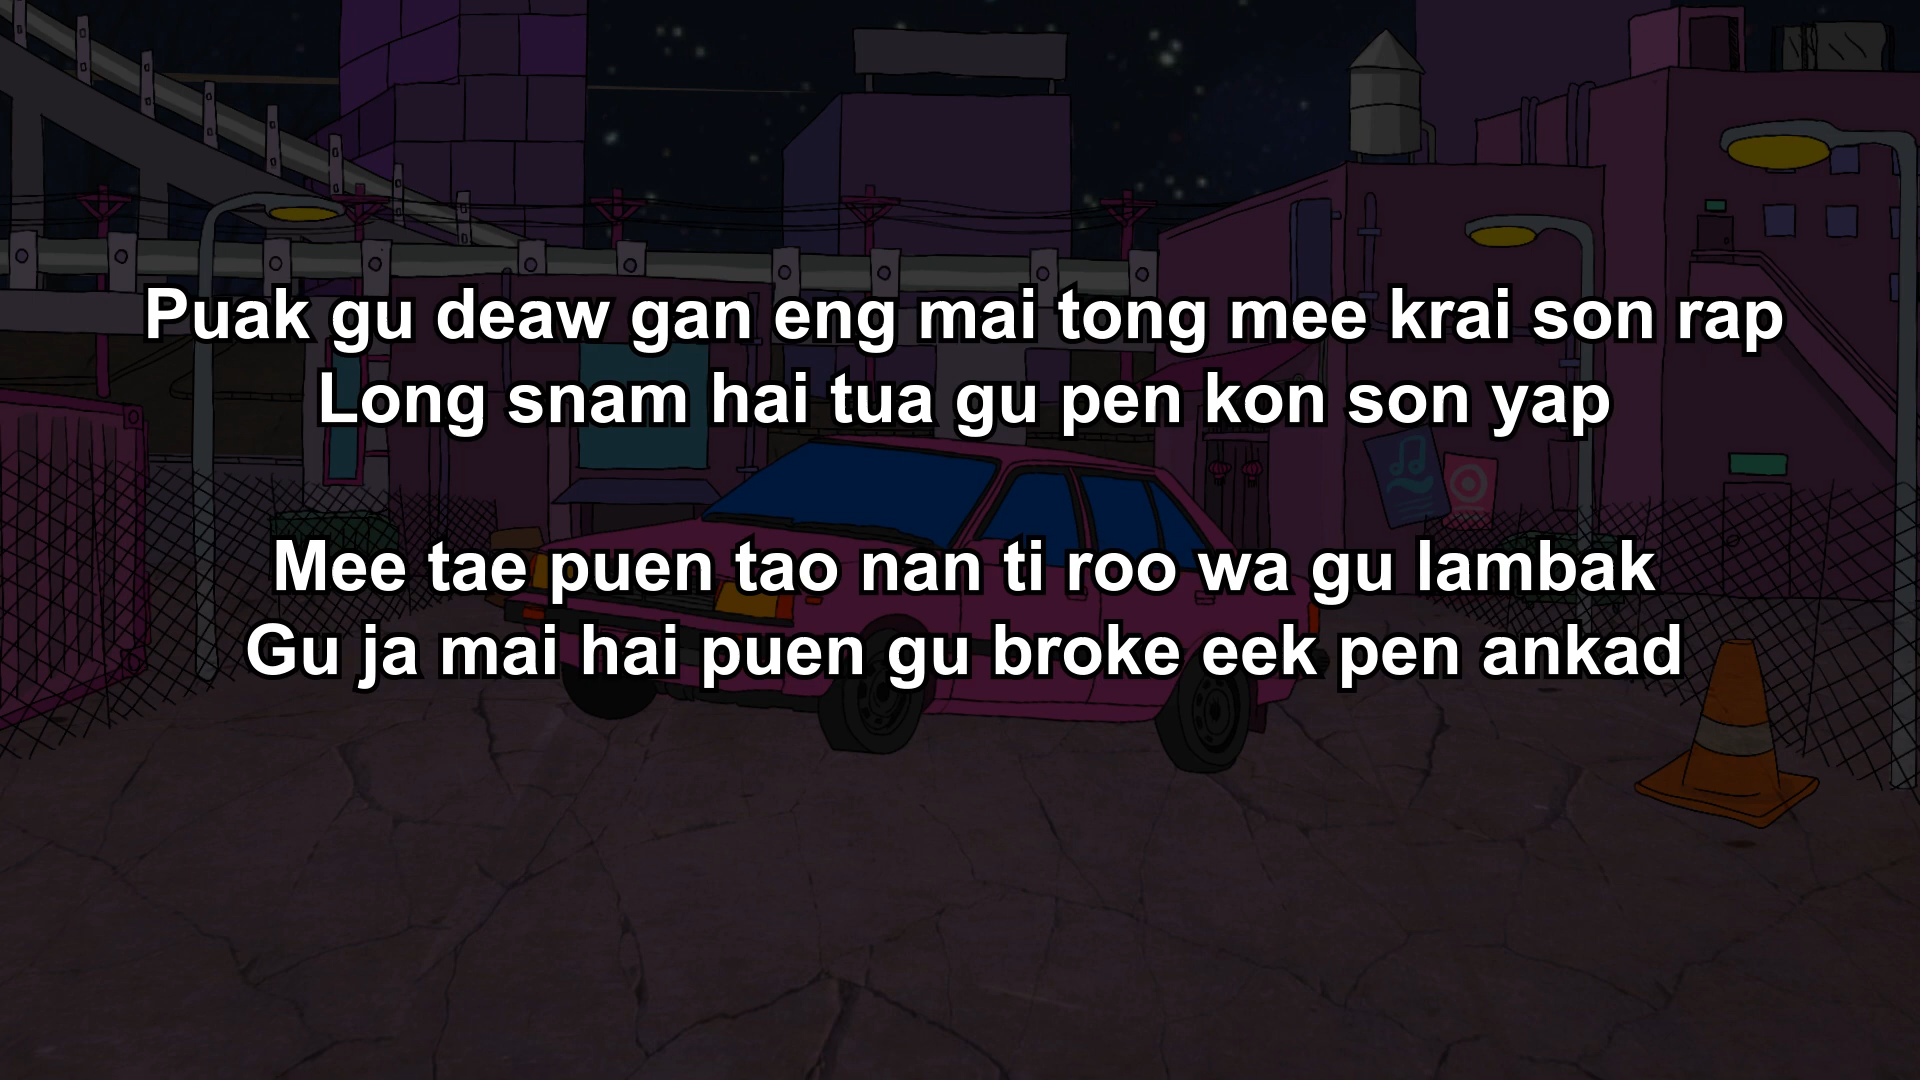 Puak gu deaw gan eng mai tong mee krai son rap
Long snam hai tua gu pen kon son yap
Mee tae puen tao nan ti roo wa gu lambak
Gu ja mai hai puen gu broke eek pen ankad